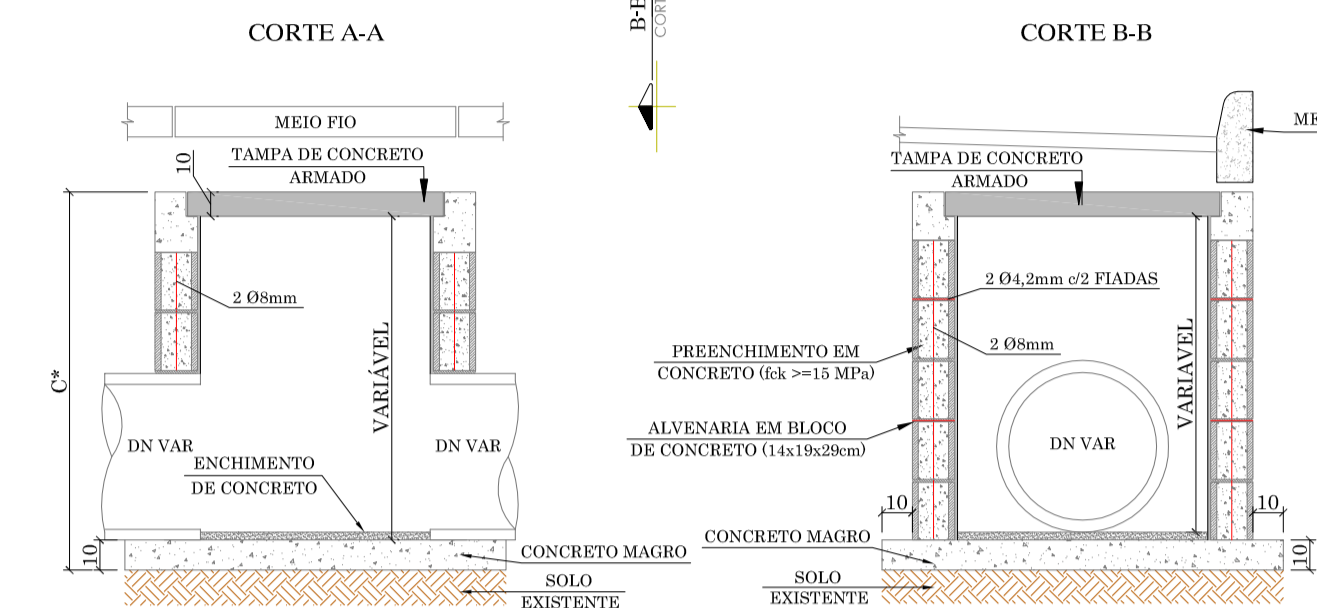 CORTE A-A
MEIO FIO
TAMPA DE CONCRETO
ARMADO
10
2 Ø8mm
C*
VARIÁVEL
DN VAR
DN VAR
ENCHIMENTO
DE CONCRETO
10
CONCRETO MAGRO
SOLO
EXISTENTE
CORTE B-B
TAMPA DE CONCRETO
ARMADO
2 Ø4,2mm c/2 FIADAS
2 Ø8mm
PREENCHIMENTO EM
CONCRETO (fck >=15 MPa)
ALVENARIA EM BLOCO
DE CONCRETO (14x19x29cm)
VARIAVEL
DN VAR
10
10
CONCRETO MAGRO
10
SOLO
EXISTENTE